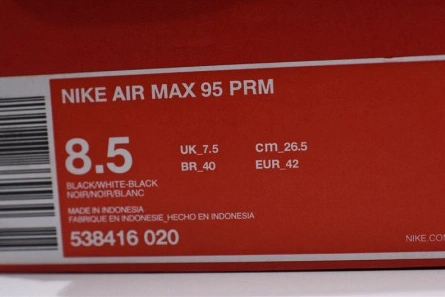 NIKE AIR MAX 95 PRM
8.5
UK_7.5 cm_26.5
BR_40 EUR_42
BLACK/WHITE-BLACK
NOIR/NOIR/BLANC
MADE IN INDONESIA
FABRIQUE EN INDONESIE_HECHO EN INDONESIA
538416 020
NIKE.COM